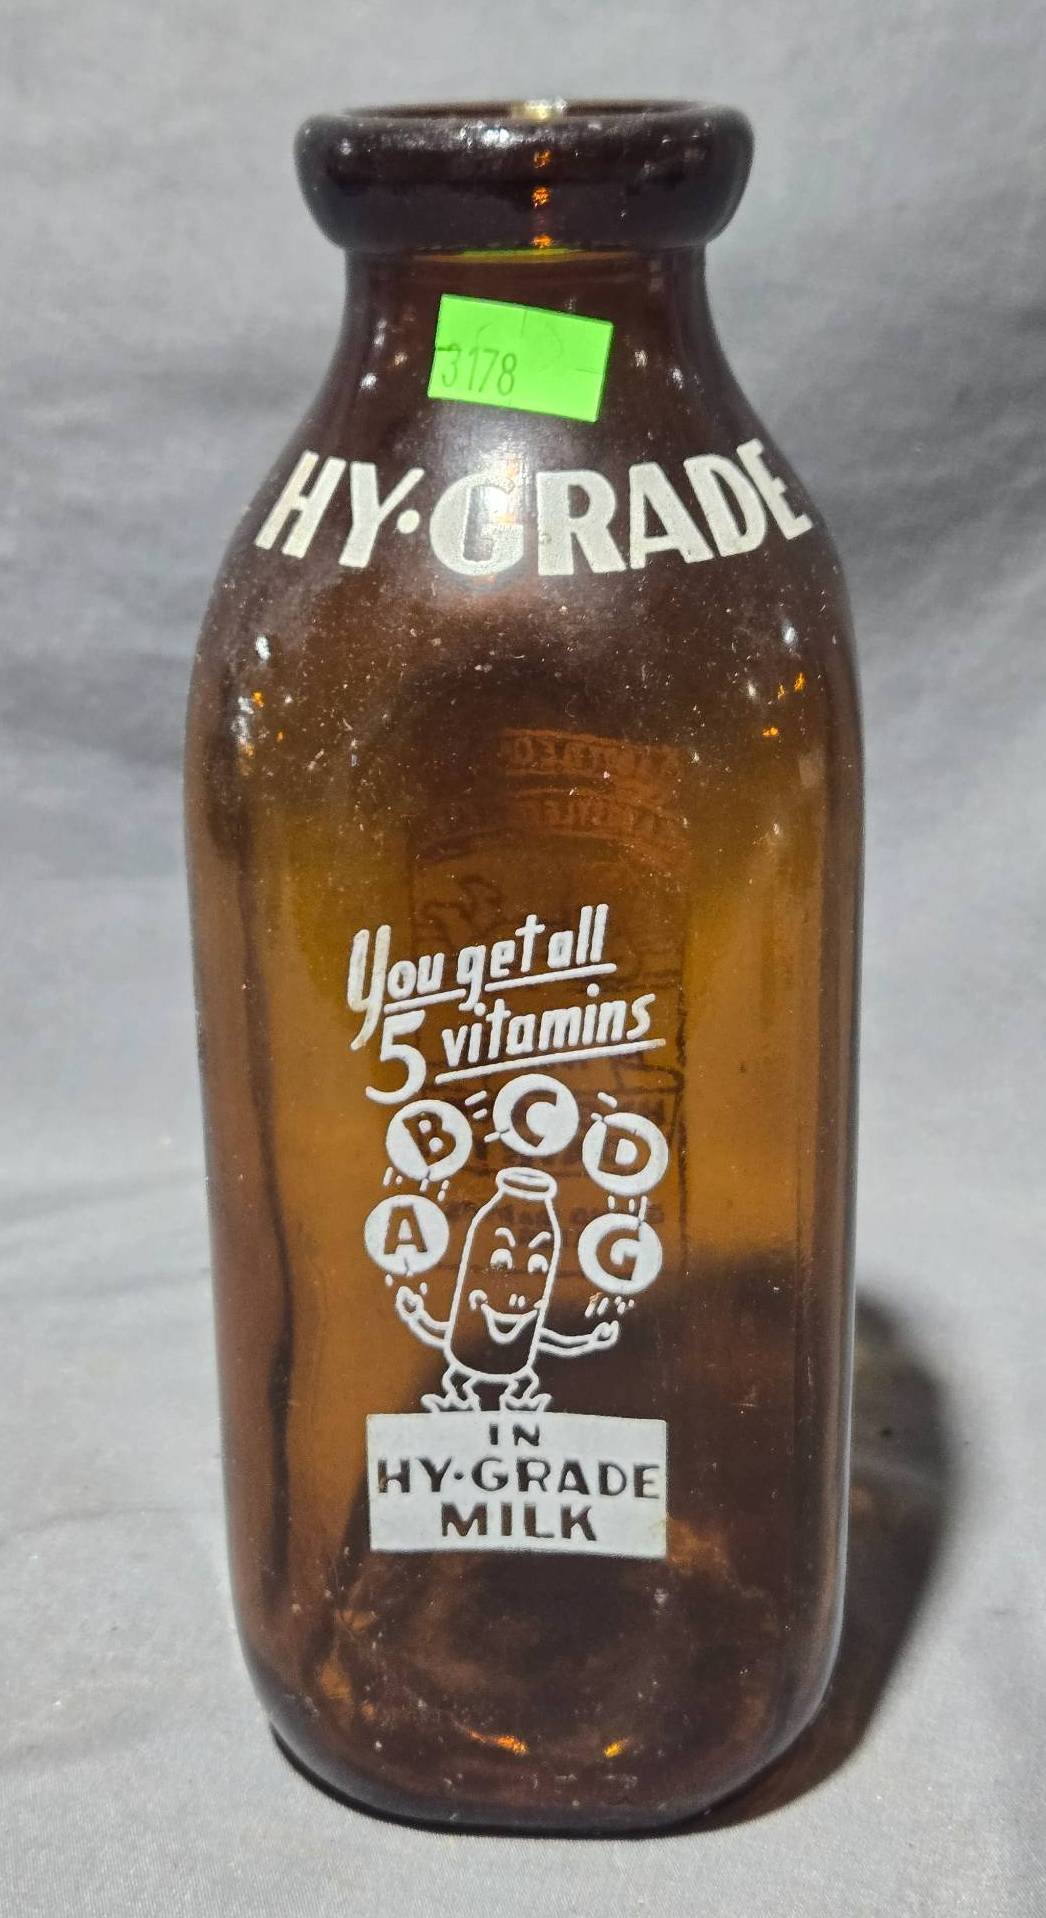 3178
HY·GRADE
You get all
5 vitamins
B C D
A G
IN
HY·GRADE
MILK